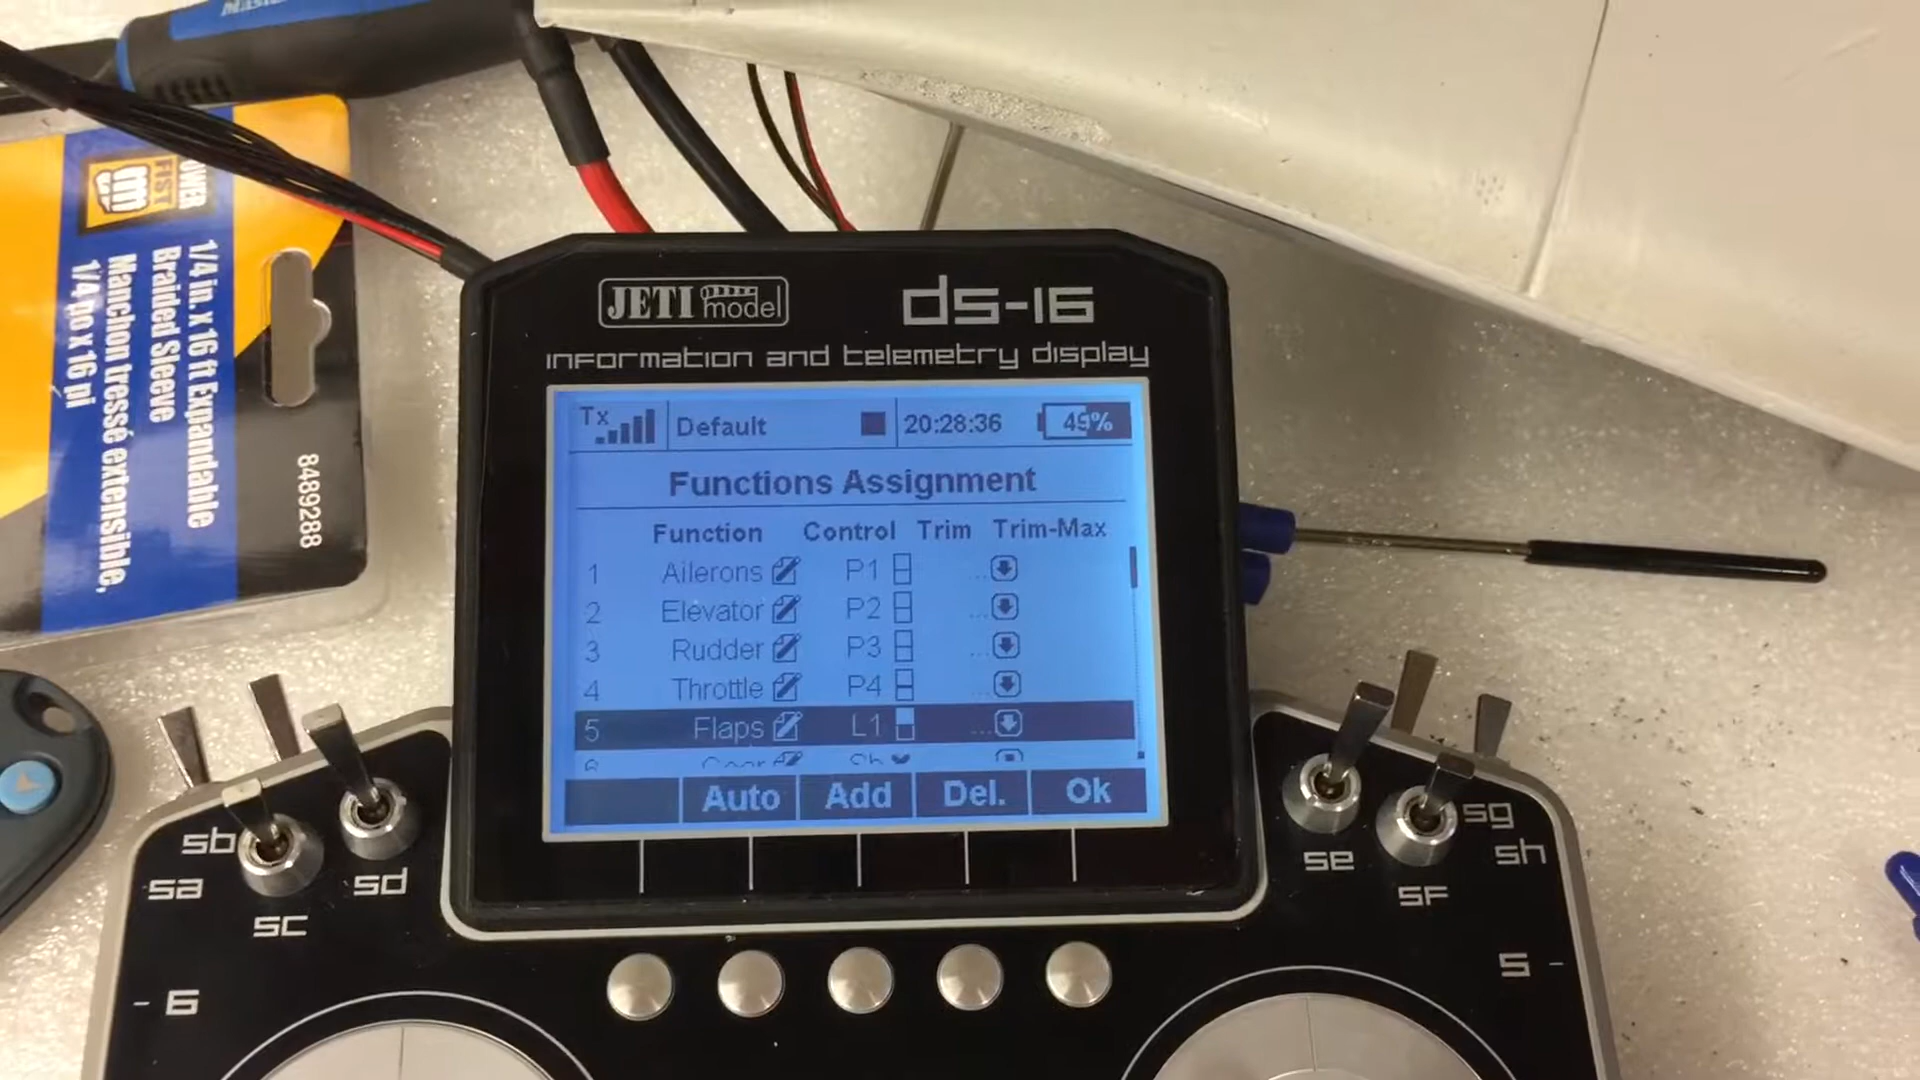 POWER
FIST
1/4 in. x 16 ft Expandable
Braided Sleeve
Manchon tressé extensible,
1/4 po x 16 pi
8489288
JETI model
ds-16
information and telemetry display
Tx Default 20:28:36 49%
Functions Assignment
Function Control Trim Trim-Max
1 Ailerons P1 ...
2 Elevator P2 ...
3 Rudder P3 ...
4 Throttle P4 ...
5 Flaps L1 ...
Auto Add Del. Ok
sb
sa
sd
sc
se
sg
sh
sf
- 6
5 -